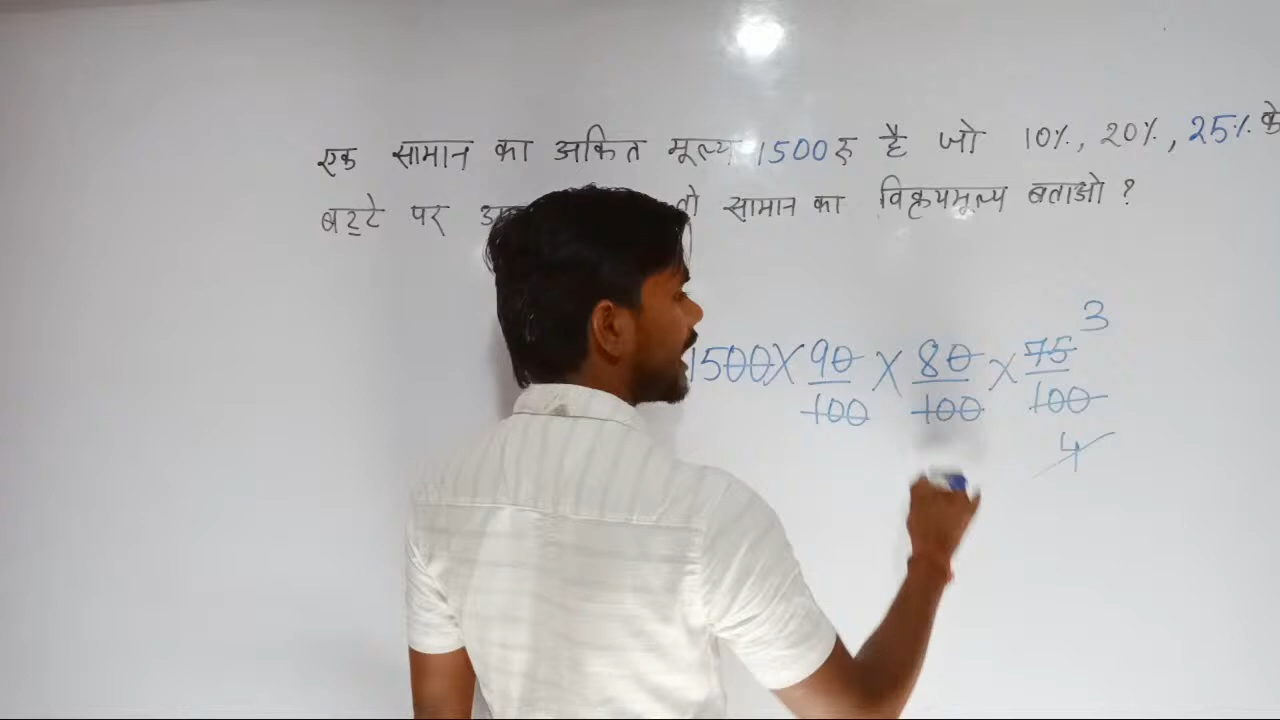 एक सामान का अंकित मूल्य 1500रु है जो 10%, 20%, 25% के
बट्टे पर तो सामान का विक्रयमूल्य बताओ ?
3
1500 × 90/100 × 80/100 × 75/100
4